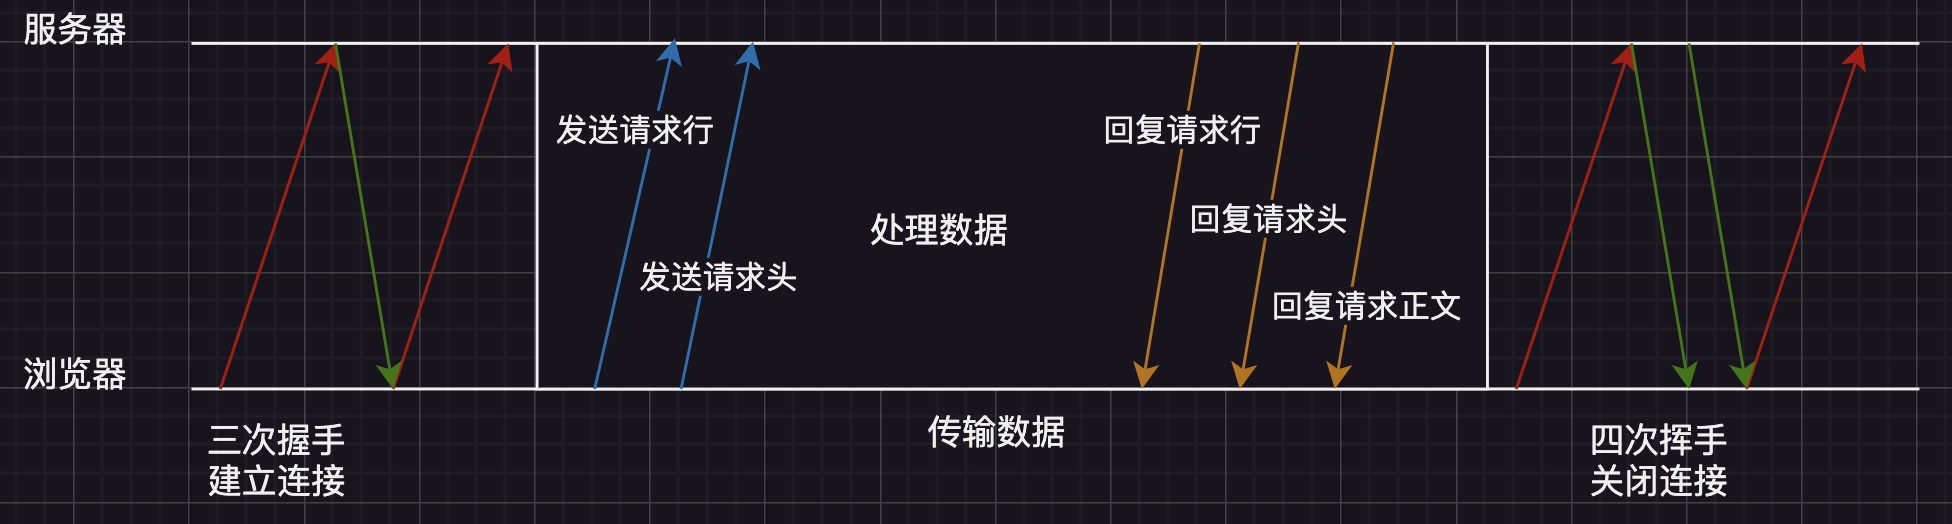 服务器
发送请求行
回复请求行
处理数据
回复请求头
发送请求头
回复请求正文
浏览器
三次握手
建立连接
传输数据
四次挥手
关闭连接